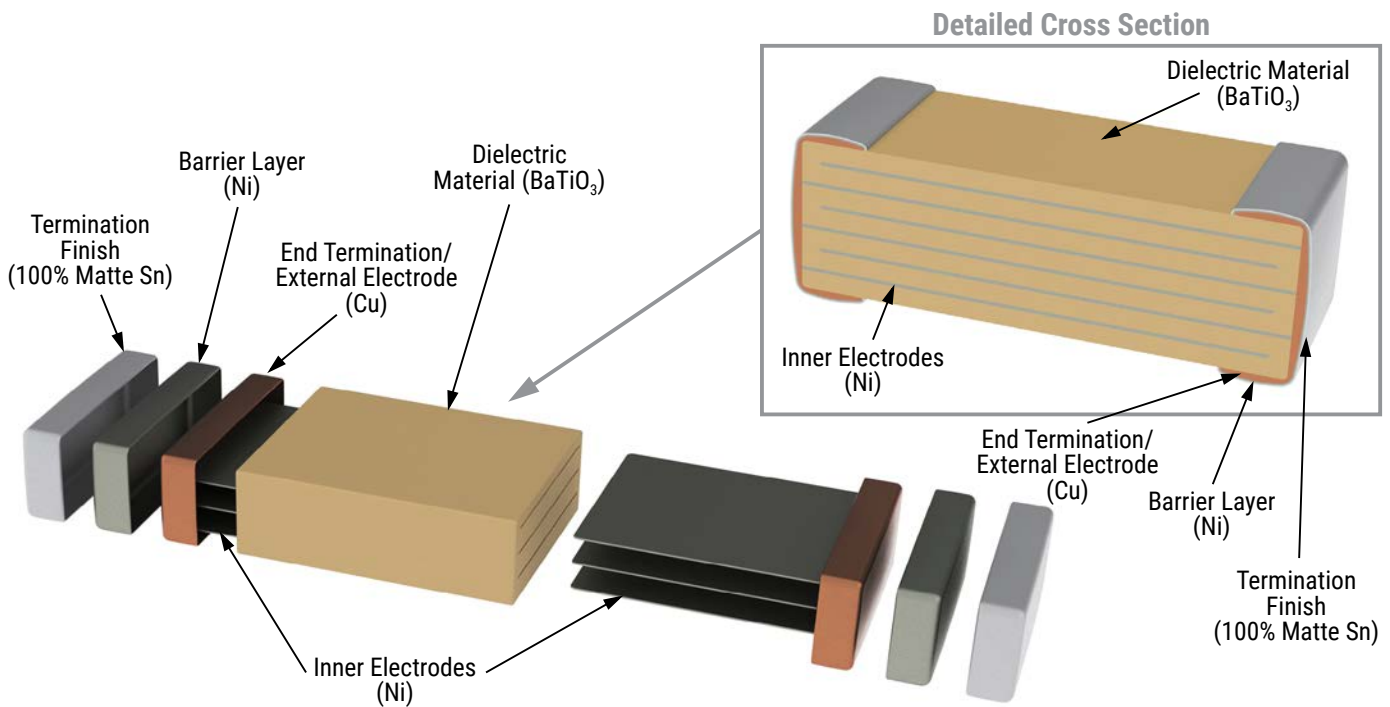 Detailed Cross Section
Dielectric Material
(BaTiO₃)
Inner Electrodes
(Ni)
End Termination/
External Electrode
(Cu)
Barrier Layer
(Ni)
Termination
Finish
(100% Matte Sn)
Termination
Finish
(100% Matte Sn)
Barrier Layer
(Ni)
End Termination/
External Electrode
(Cu)
Dielectric
Material (BaTiO₃)
Inner Electrodes
(Ni)